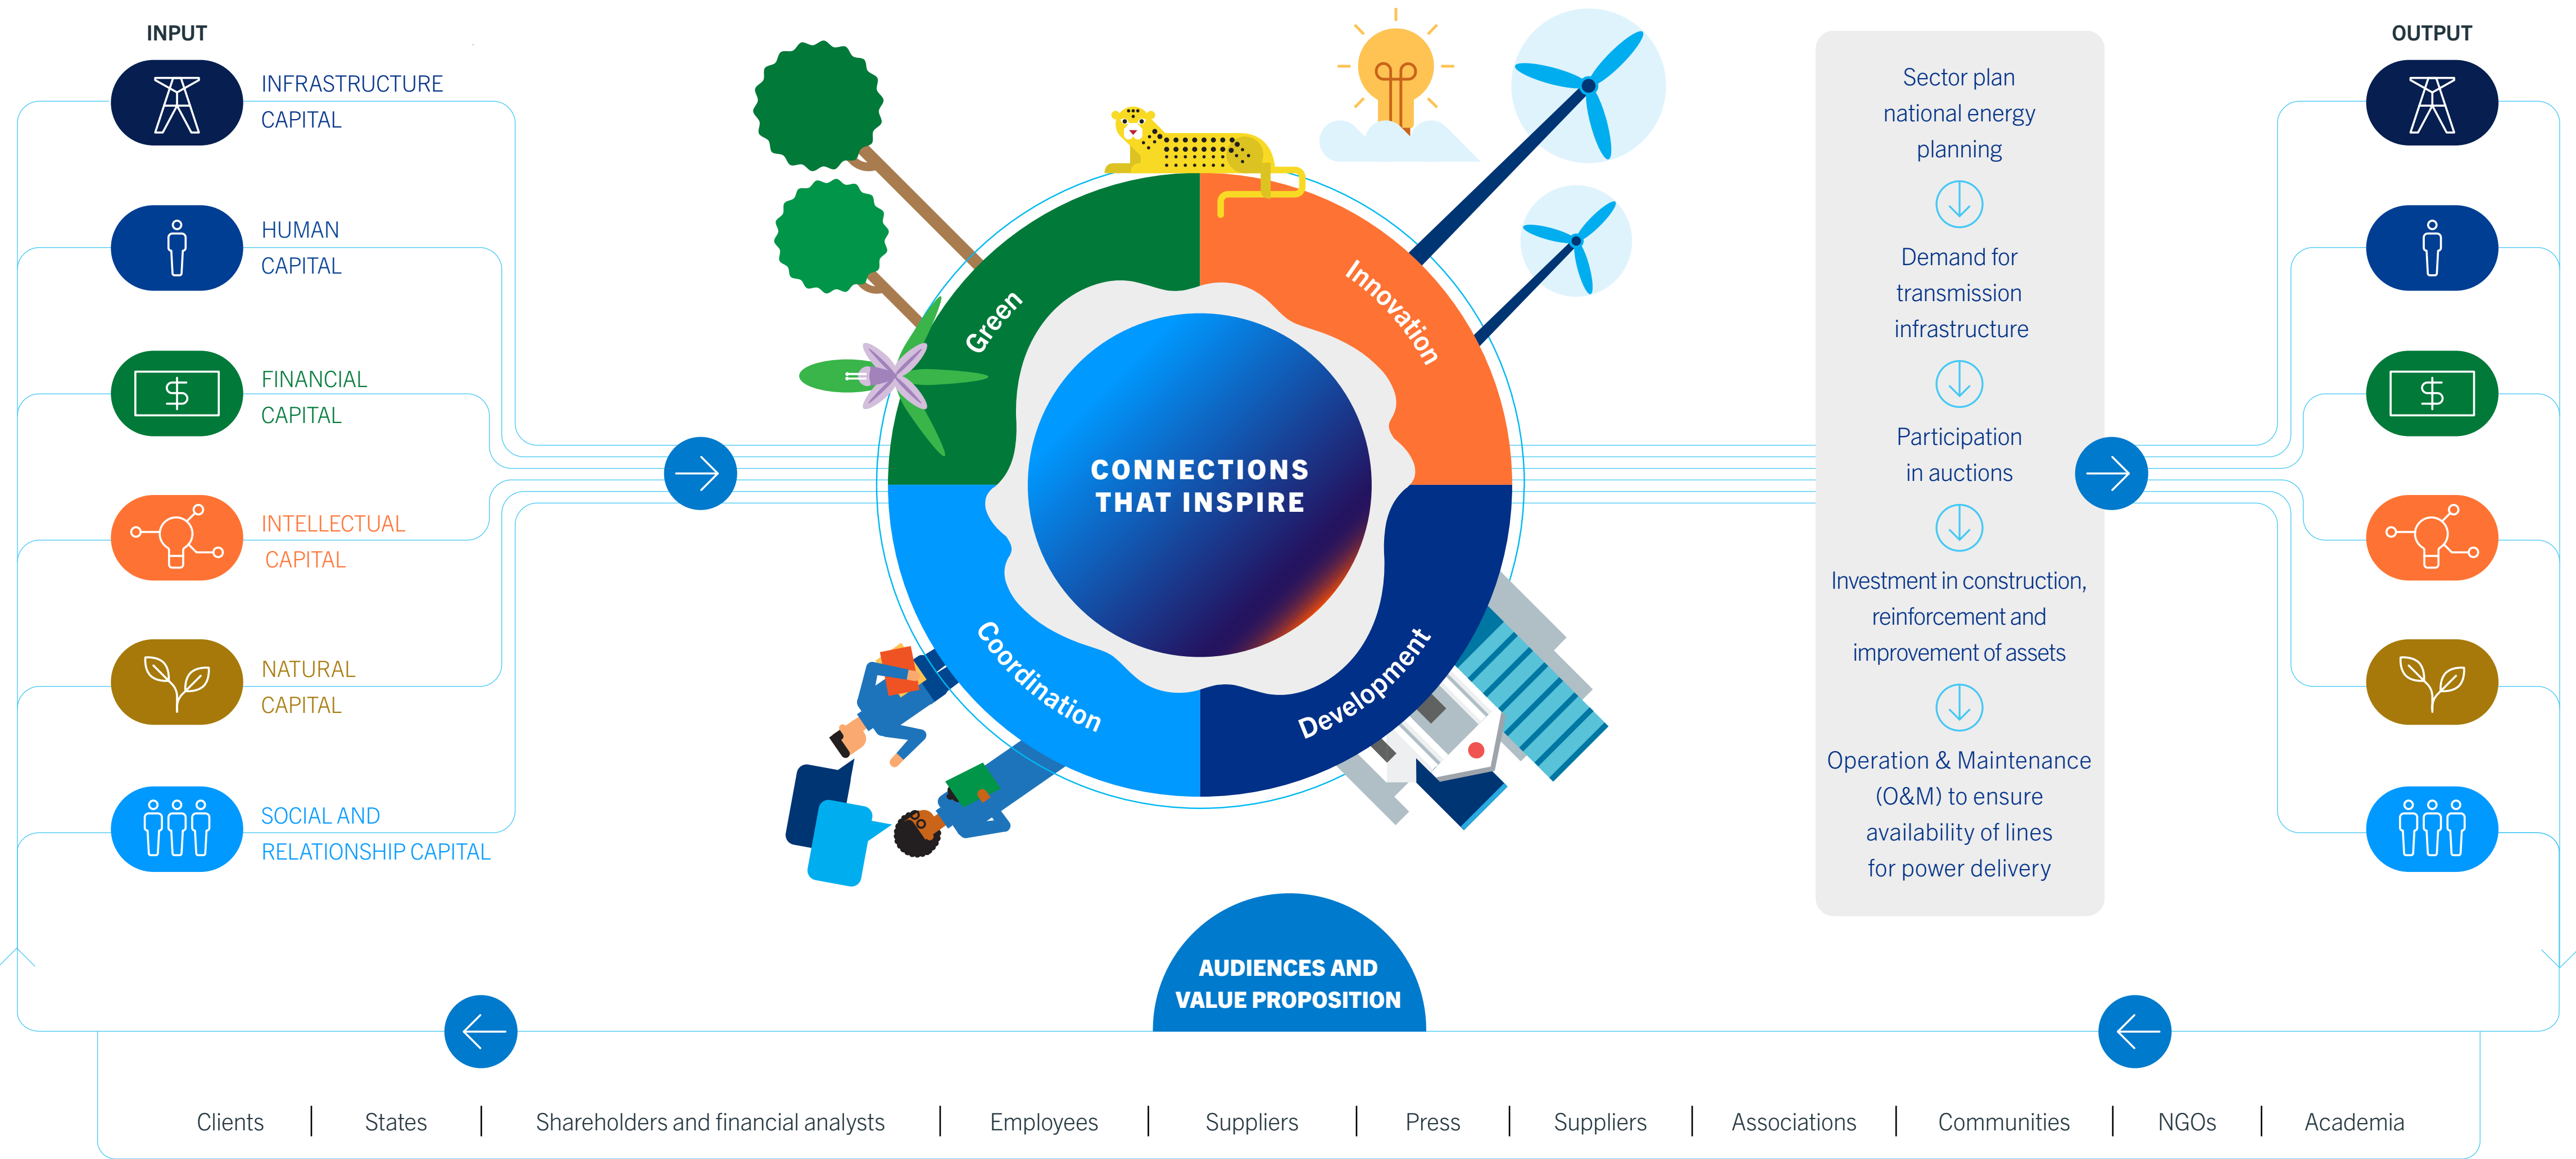 INPUT
INFRASTRUCTURE
CAPITAL
HUMAN
CAPITAL
FINANCIAL
CAPITAL
$
INTELLECTUAL
CAPITAL
NATURAL
CAPITAL
SOCIAL AND
RELATIONSHIP CAPITAL
Green
Innovation
CONNECTIONS
THAT INSPIRE
Coordination
Development
Sector plan
national energy
planning
Demand for
transmission
infrastructure
Participation
in auctions
Investment in construction,
reinforcement and
improvement of assets
Operation & Maintenance
(O&M) to ensure
availability of lines
for power delivery
OUTPUT
$
AUDIENCES AND
VALUE PROPOSITION
Clients
States
Shareholders and financial analysts
Employees
Suppliers
Press
Suppliers
Associations
Communities
NGOs
Academia